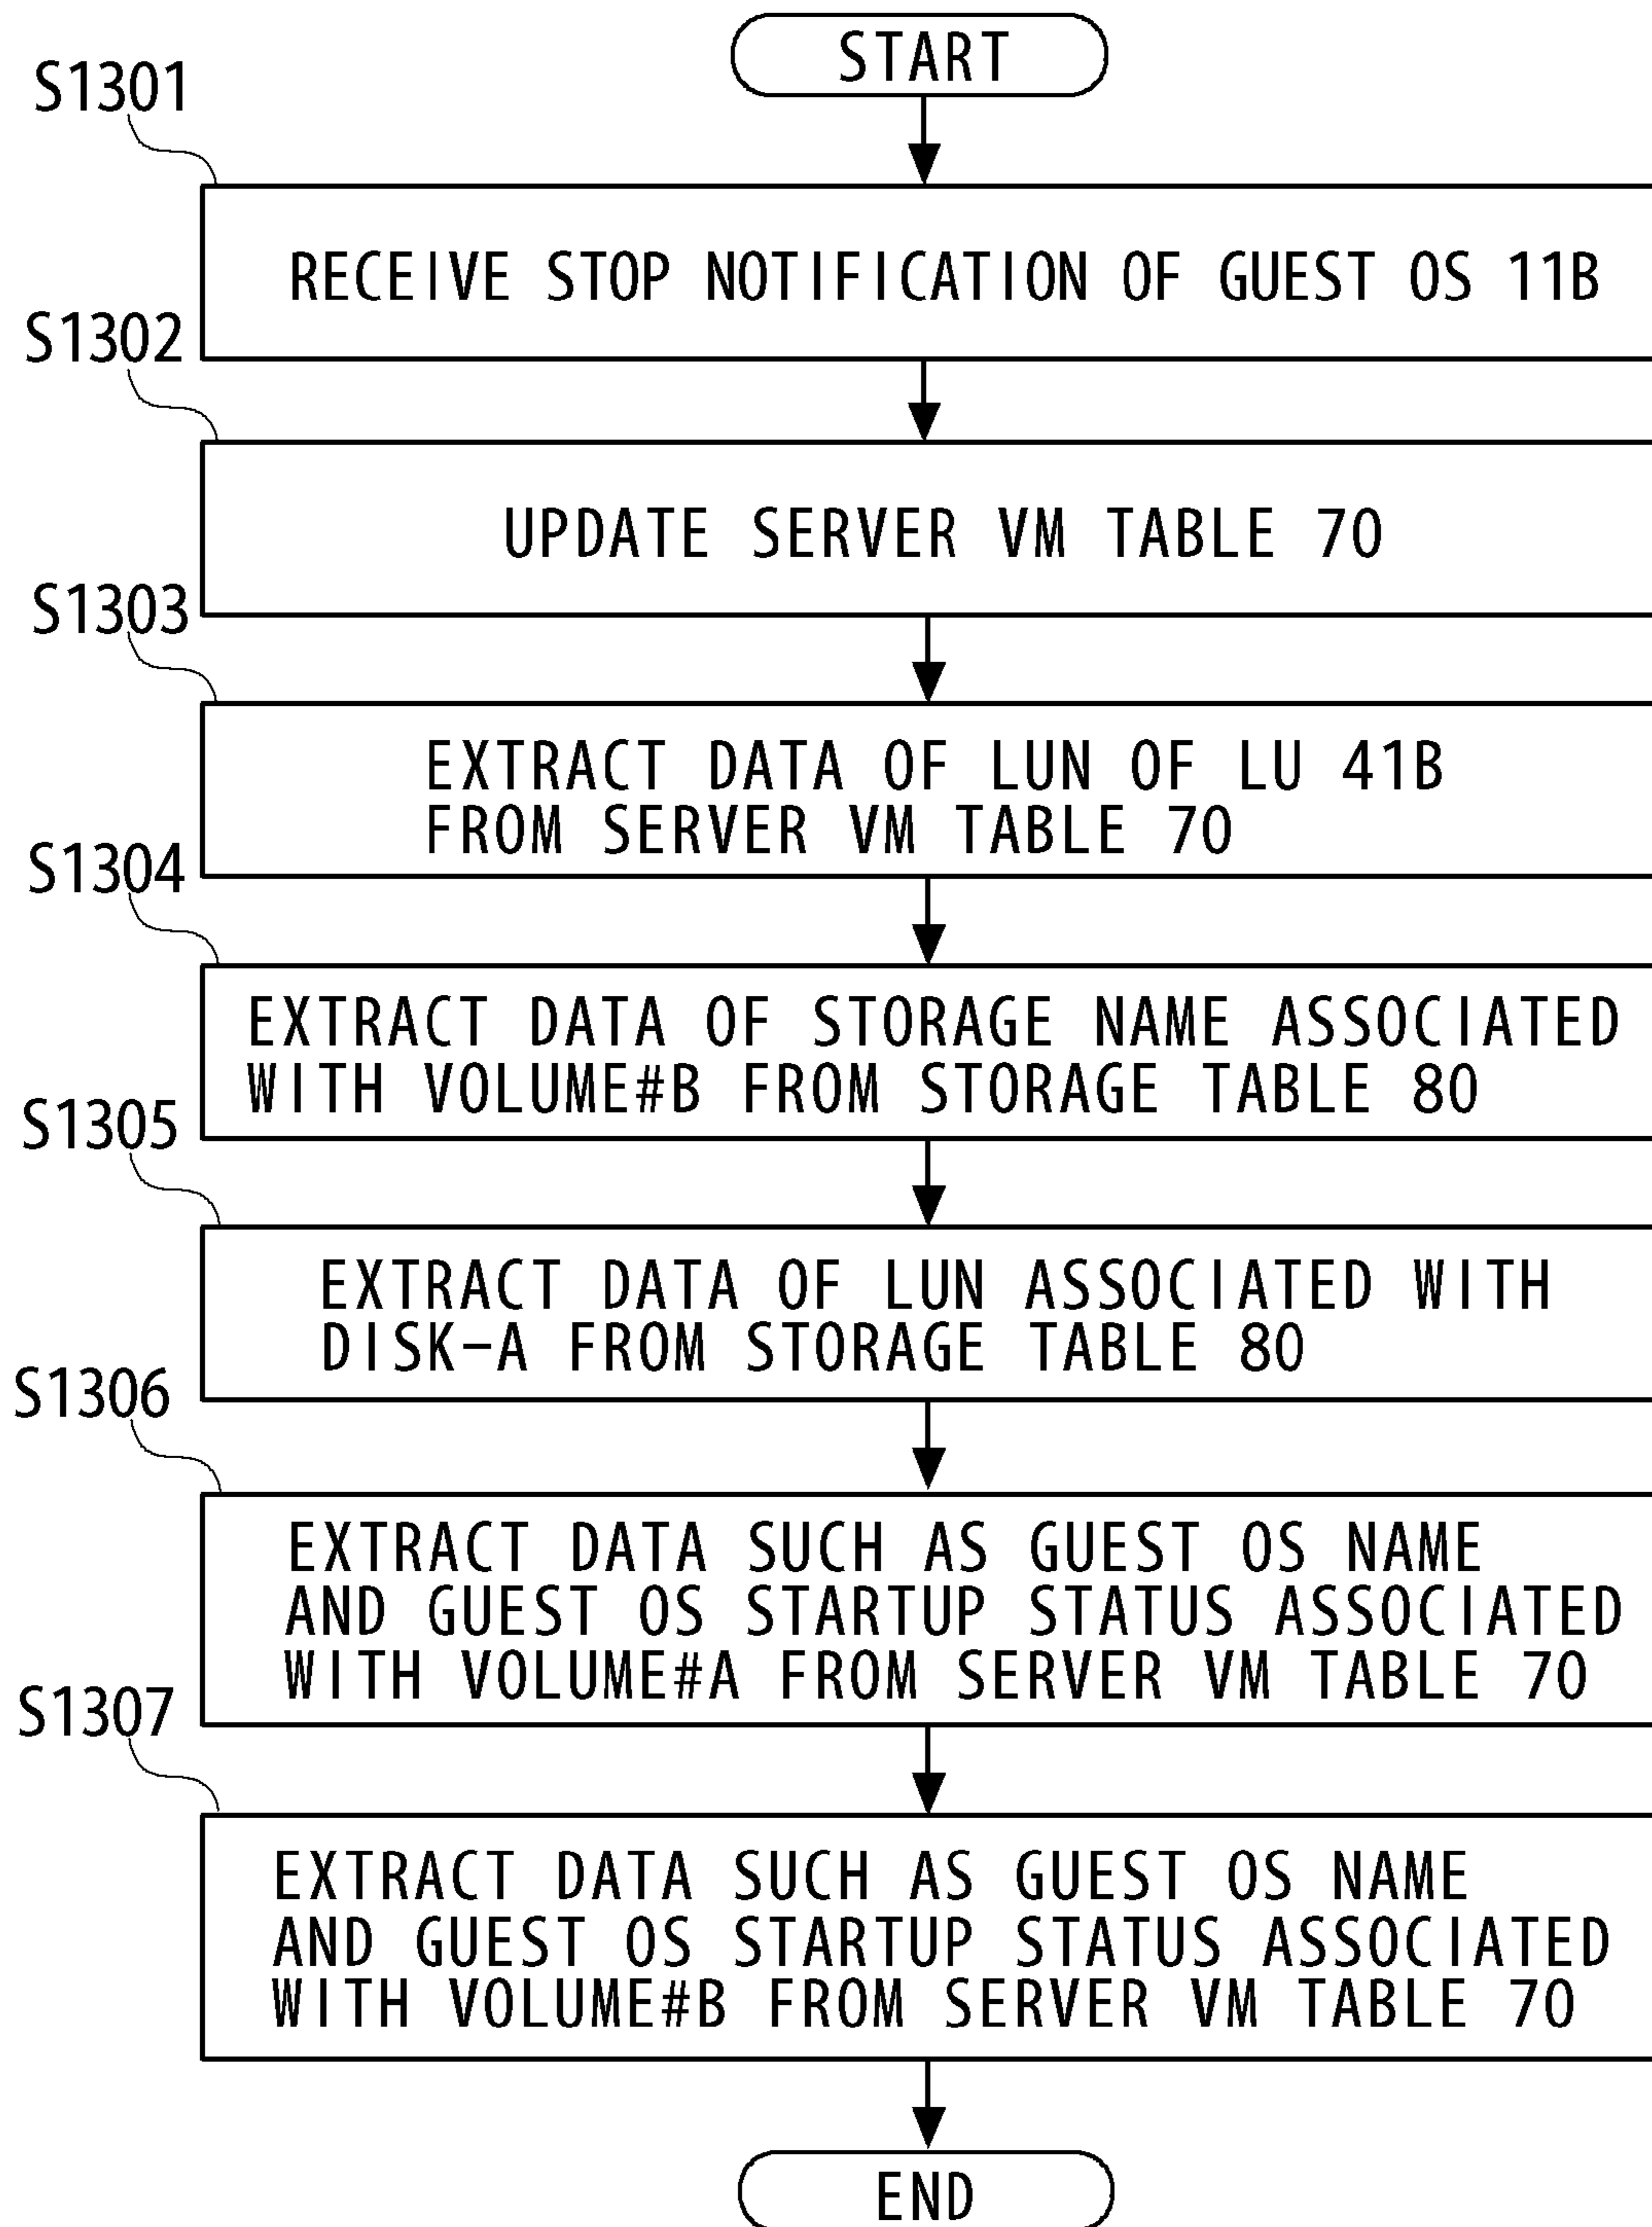 START
S1301
RECEIVE STOP NOTIFICATION OF GUEST OS 11B
S1302
UPDATE SERVER VM TABLE 70
S1303
EXTRACT DATA OF LUN OF LU 41B
FROM SERVER VM TABLE 70
S1304
EXTRACT DATA OF STORAGE NAME ASSOCIATED
WITH VOLUME#B FROM STORAGE TABLE 80
S1305
EXTRACT DATA OF LUN ASSOCIATED WITH
DISK-A FROM STORAGE TABLE 80
S1306
EXTRACT DATA SUCH AS GUEST OS NAME
AND GUEST OS STARTUP STATUS ASSOCIATED
WITH VOLUME#A FROM SERVER VM TABLE 70
S1307
EXTRACT DATA SUCH AS GUEST OS NAME
AND GUEST OS STARTUP STATUS ASSOCIATED
WITH VOLUME#B FROM SERVER VM TABLE 70
END